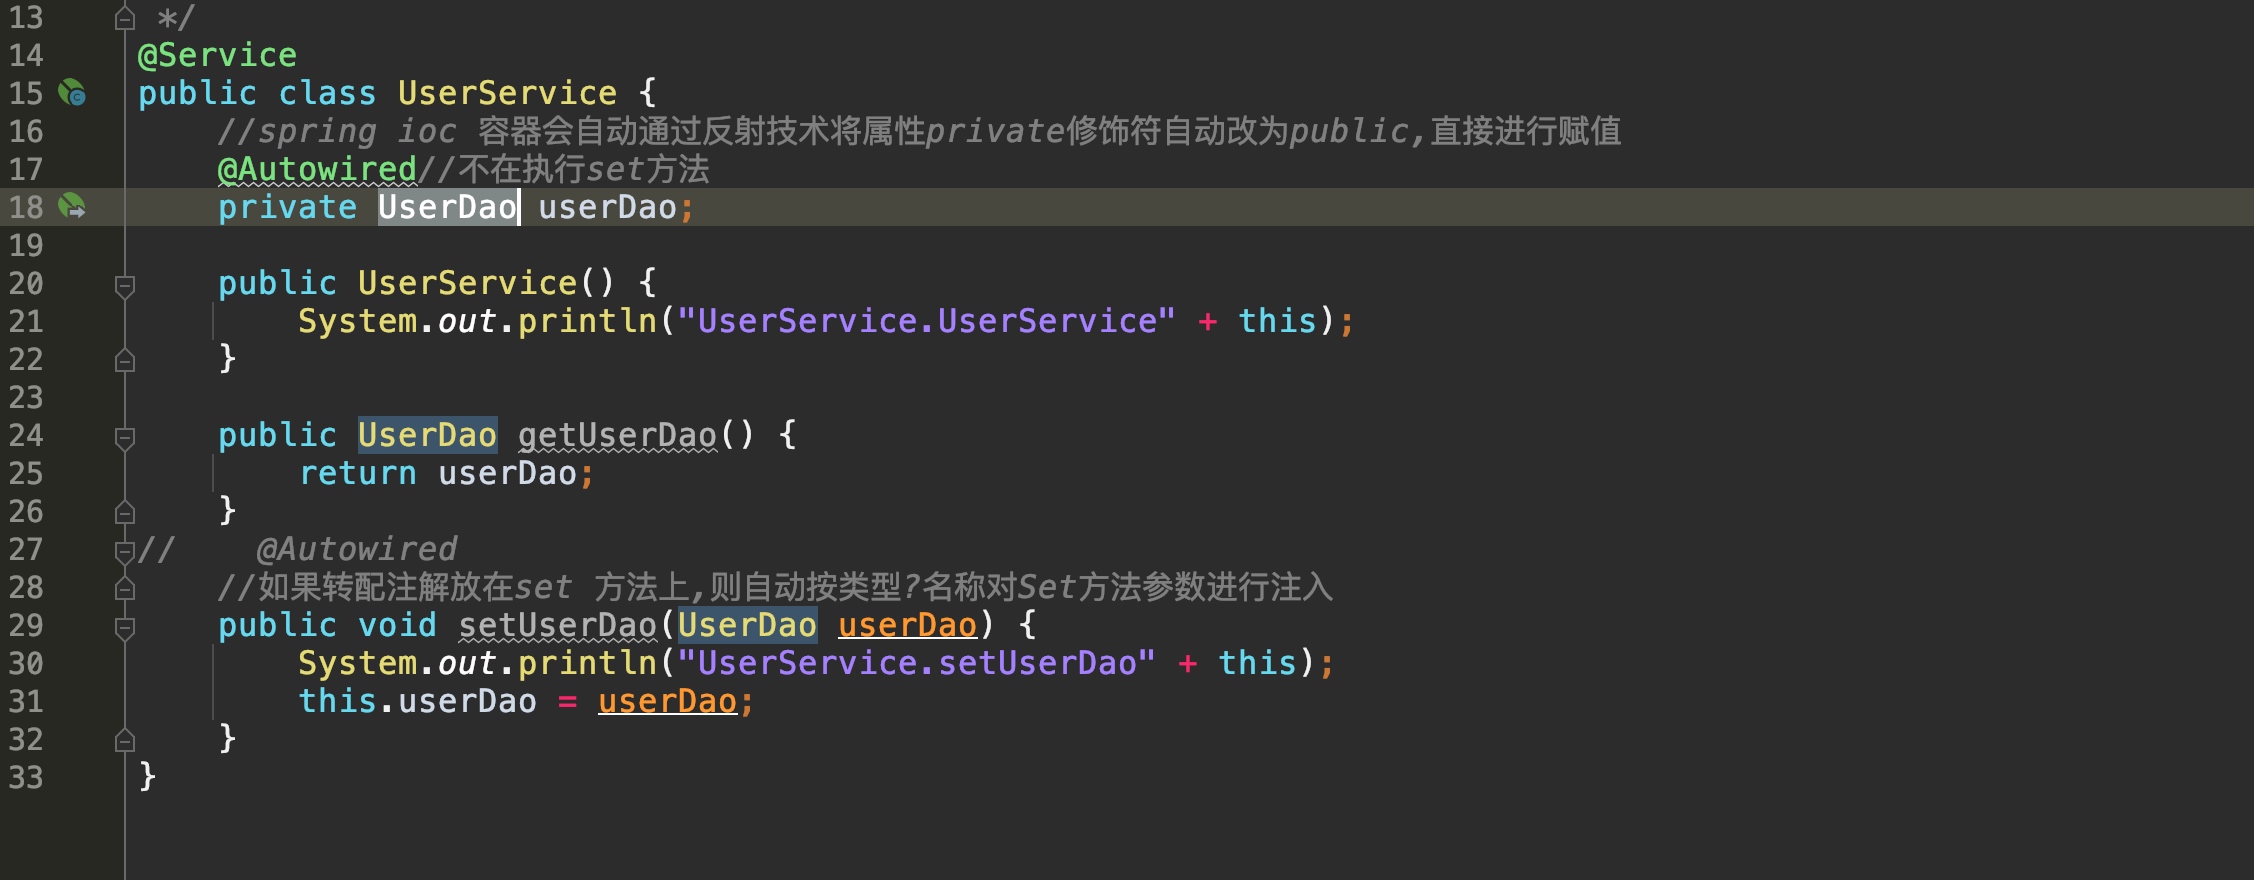 13 */
14 @Service
15 public class UserService {
16 //spring ioc 容器会自动通过反射技术将属性private修饰符自动改为public,直接进行赋值
17 @Autowired//不在执行set方法
18 private UserDao userDao;
19
20 public UserService() {
21 System.out.println("UserService.UserService" + this);
22 }
23
24 public UserDao getUserDao() {
25 return userDao;
26 }
27 // @Autowired
28 //如果转配注解放在set 方法上,则自动按类型?名称对Set方法参数进行注入
29 public void setUserDao(UserDao userDao) {
30 System.out.println("UserService.setUserDao" + this);
31 this.userDao = userDao;
32 }
33 }